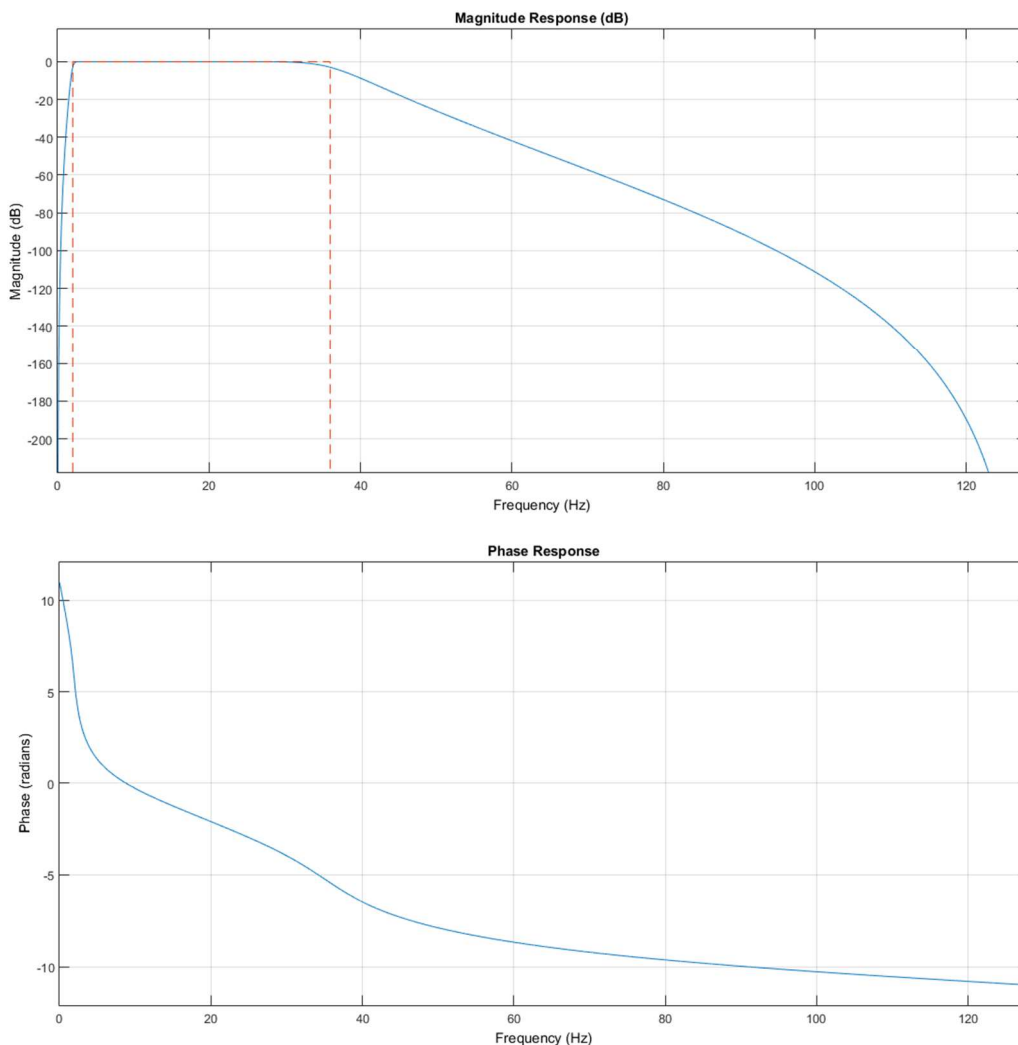 Magnitude Response (dB)
0
-20
-40
-60
-80
-100
-120
-140
-160
-180
-200
Magnitude (dB)
0 20 40 60 80 100 120
Frequency (Hz)
Phase Response
10
5
0
-5
-10
Phase (radians)
0 20 40 60 80 100 120
Frequency (Hz)